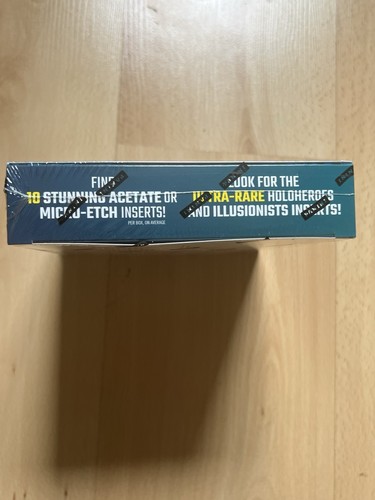 FIND
10 STUNNING ACETATE OR
MICRO-ETCH INSERTS!
PER BOX, ON AVERAGE
LOOK FOR THE
ULTRA-RARE HOLOHEROES
AND ILLUSIONISTS INSERTS!